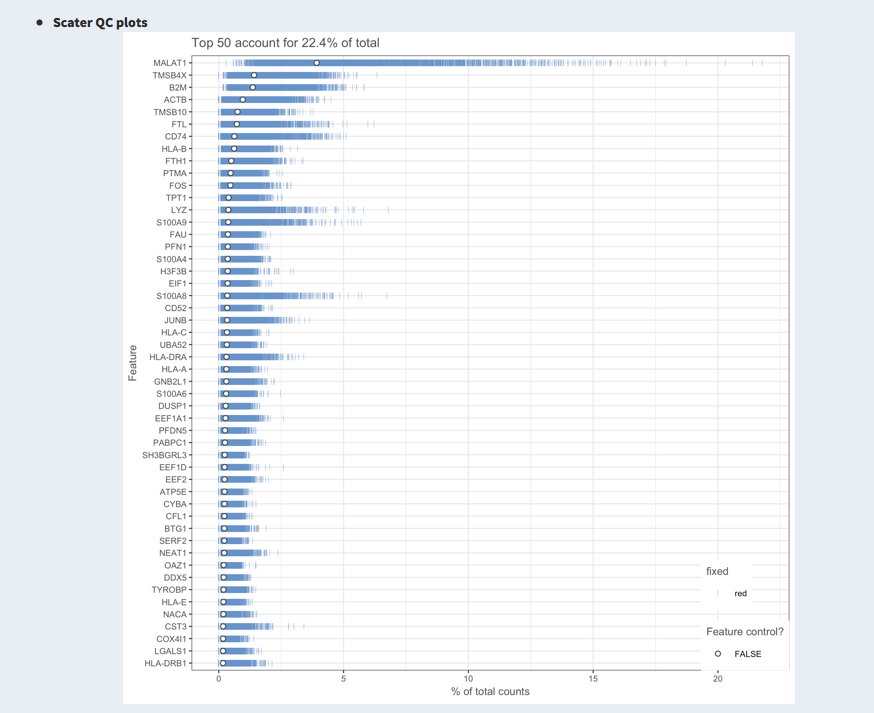 • Scater QC plots
Top 50 account for 22.4% of total
MALAT1
TMSB4X
B2M
ACTB
TMSB10
FTL
CD74
HLA-B
FTH1
PTMA
FOS
TPT1
LYZ
S100A9
FAU
PFN1
S100A4
H3F3B
EIF1
S100A8
CD52
JUNB
HLA-C
UBA52
HLA-DRA
HLA-A
GNB2L1
S100A6
DUSP1
EEF1A1
PFDN5
PABPC1
SH3BGRL3
EEF1D
EEF2
ATP5E
CYBA
CFL1
BTG1
SERF2
NEAT1
OAZ1
DDX5
TYROBP
HLA-E
NACA
CST3
COX4I1
LGALS1
HLA-DRB1
Feature
0 5 10 15 20
% of total counts
fixed
red
Feature control?
FALSE